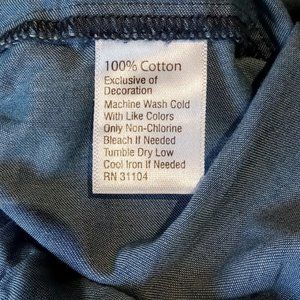 100% Cotton
Exclusive of
Decoration
Machine Wash Cold
With Like Colors
Only Non-Chlorine
Bleach If Needed
Tumble Dry Low
Cool Iron If Needed
RN 31104